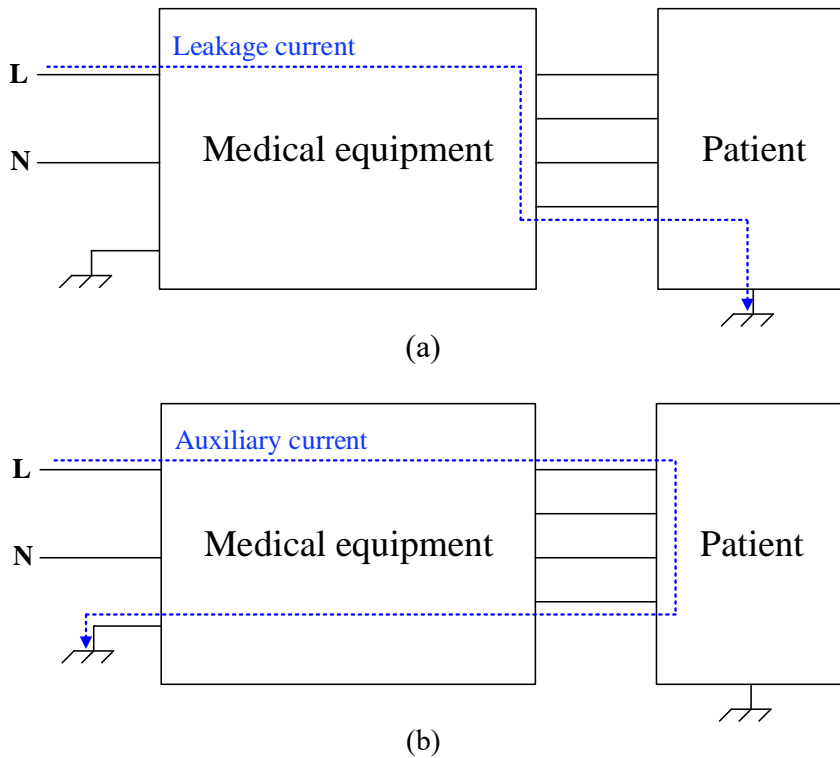 Leakage current
L
Medical equipment
Patient
N
(a)
Auxiliary current
L
Medical equipment
Patient
N
(b)